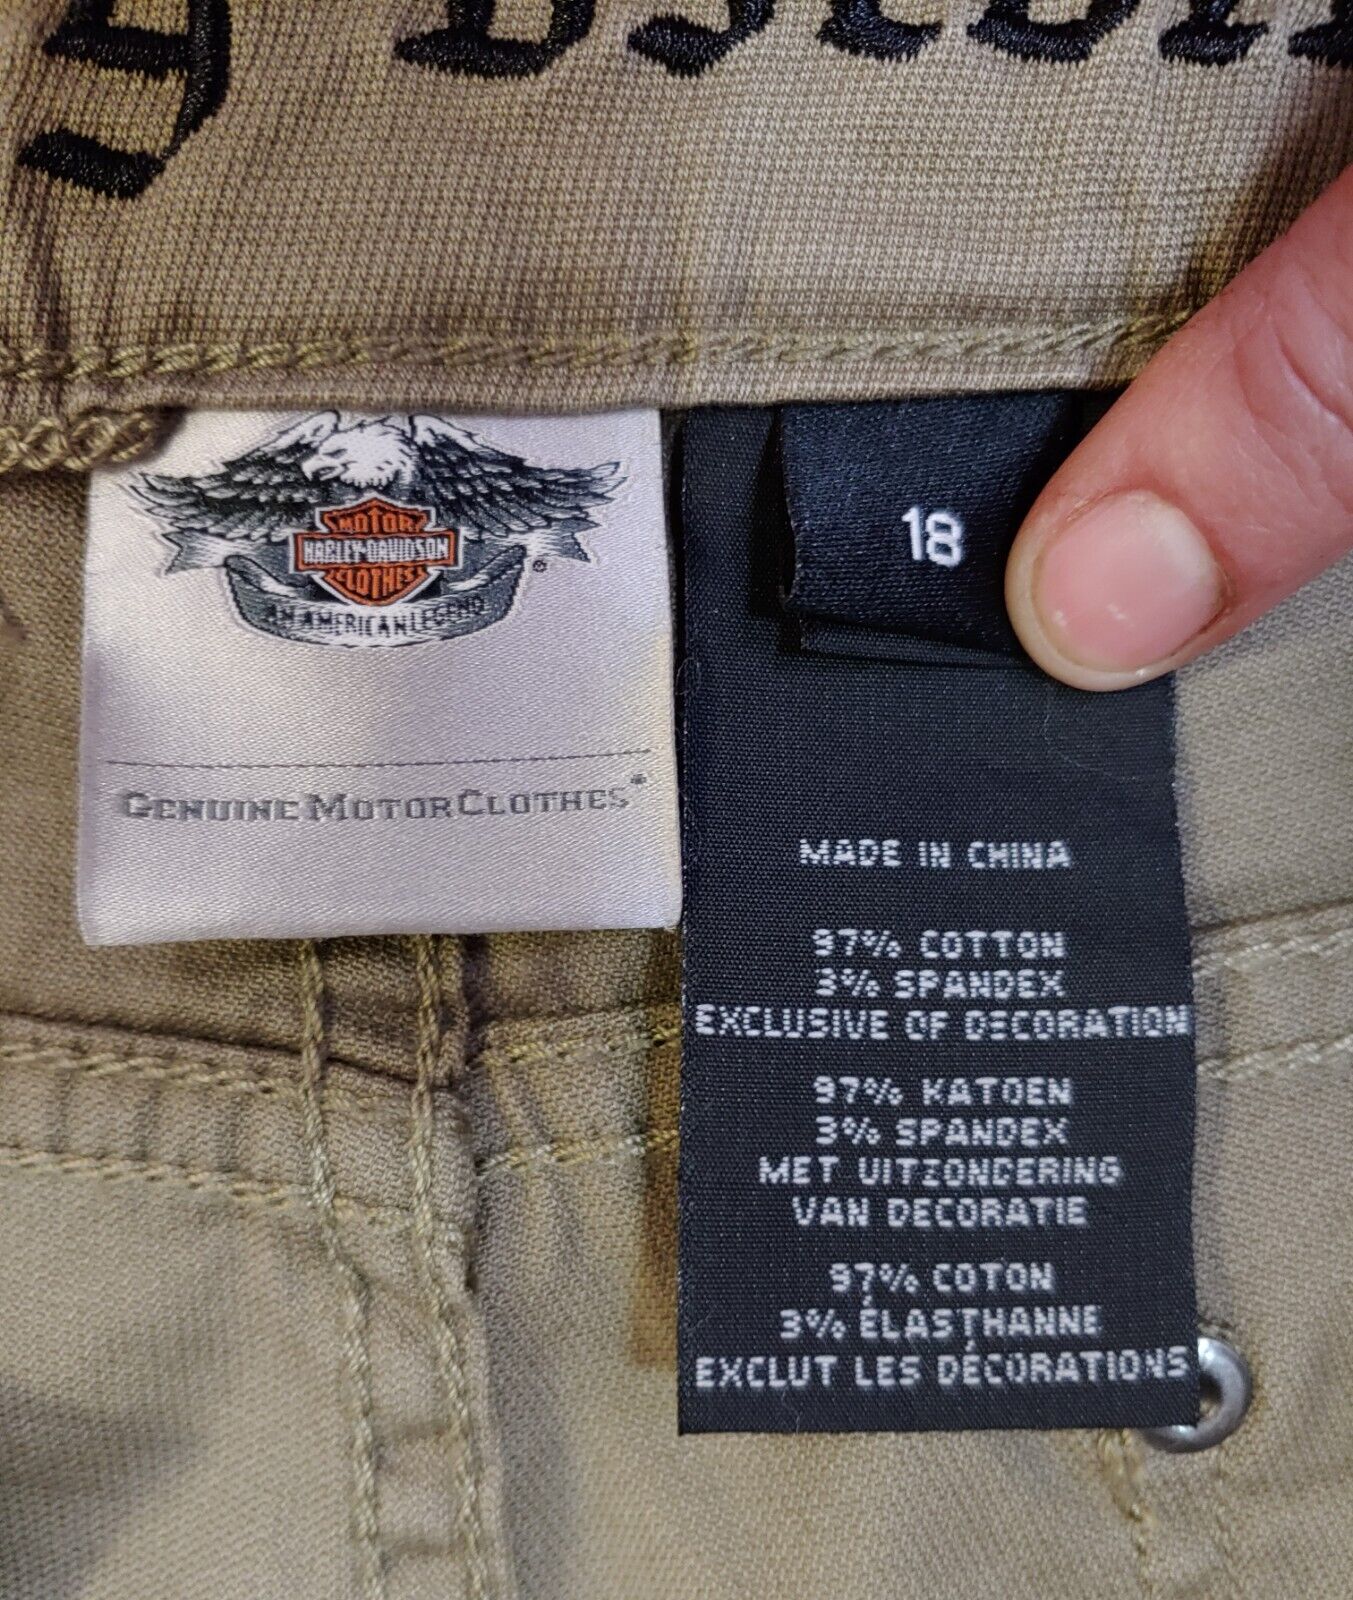 MOTOR
HARLEY-DAVIDSON
CLOTHES
AN AMERICAN LEGEND
®
GENUINE MOTORCLOTHES®
18
MADE IN CHINA
97% COTTON
3% SPANDEX
EXCLUSIVE OF DECORATION
97% KATOEN
3% SPANDEX
MET UITZONDERING
VAN DECORATIE
97% COTON
3% ÉLASTHANNE
EXCLUT LES DÉCORATIONS